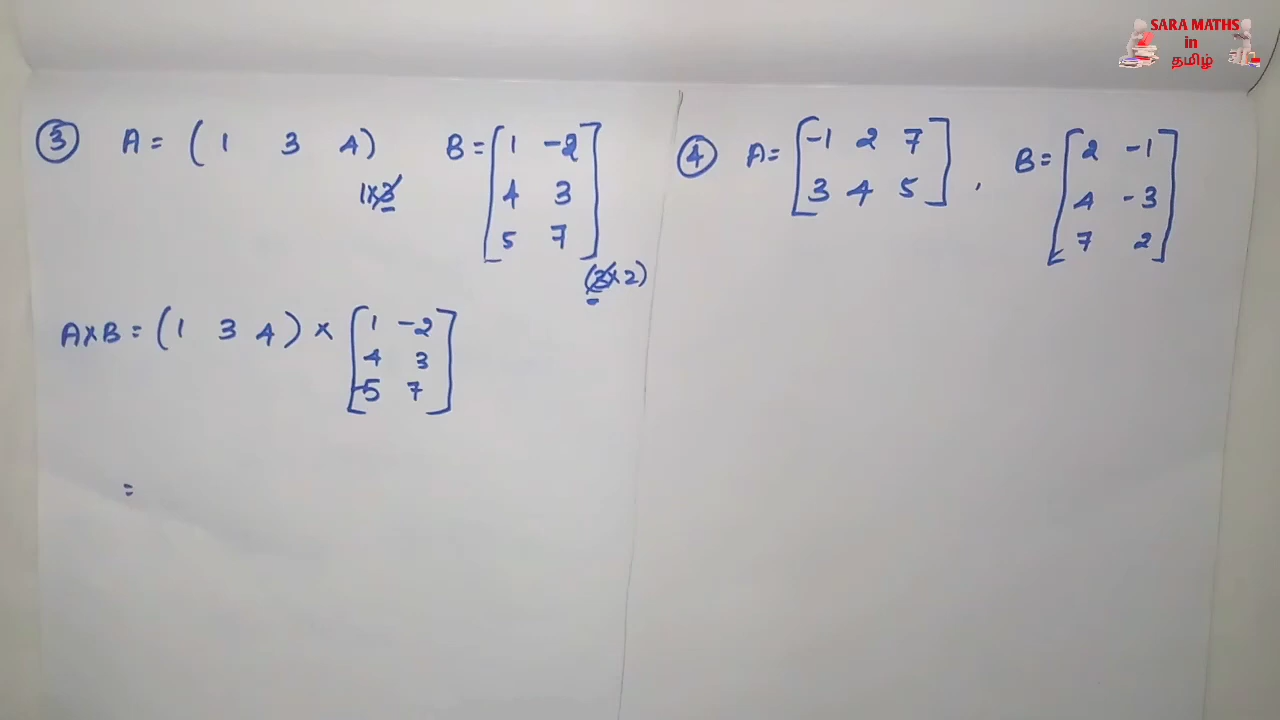 SARA MATHS
in
தமிழ்
③ A = ( 1 3 4 ) B = [ 1 -2
1×3
4 3
5 7 ]
(3×2)
A×B = ( 1 3 4 ) × [ 1 -2
4 3
5 7 ]
=
④ A = [ -1 2 7
3 4 5 ] , B = [ 2 -1
4 -3
7 2 ]